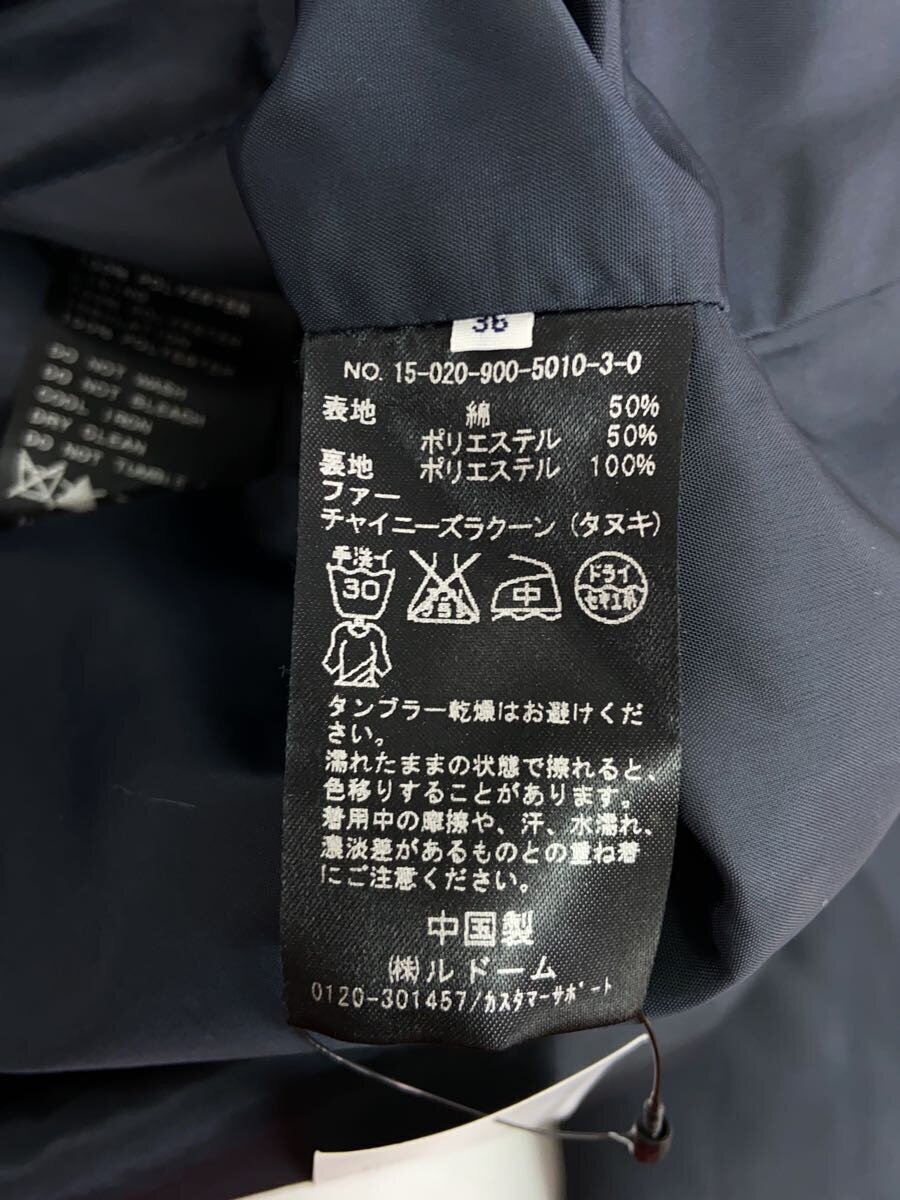 36
NO. 15-020-900-5010-3-0
表地 綿 50%
ポリエステル 50%
裏地 ポリエステル 100%
ファー
チャイニーズラクーン (タヌキ)
手洗イ
30
中
ドライ
セキユ系
タンブラー乾燥はお避けくだ
さい。
濡れたままの状態で擦れると、
色移りすることがあります。
着用中の摩擦や、汗、水濡れ、
濃淡差があるものとの重ね着
にご注意ください。
中国製
(株)ルドーム
0120-301457/カスタマーサポート
100% POLYESTER
100% POLYESTER
DO NOT WASH
DO NOT BLEACH
COOL IRON
DRY CLEAN
DO NOT TUMBLE